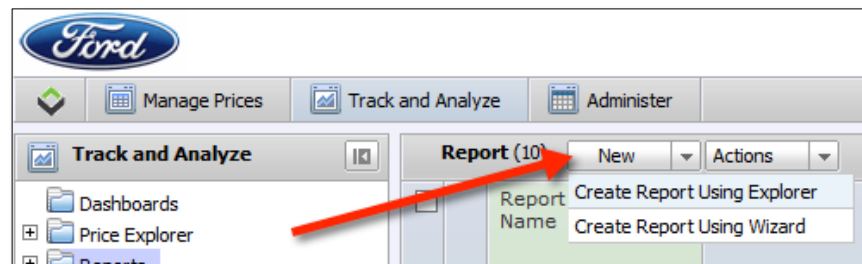 Ford
Manage Prices Track and Analyze Administer
Track and Analyze
Report (10) New Actions
Dashboards
Price Explorer
Reports
Report
Name
Create Report Using Explorer
Create Report Using Wizard